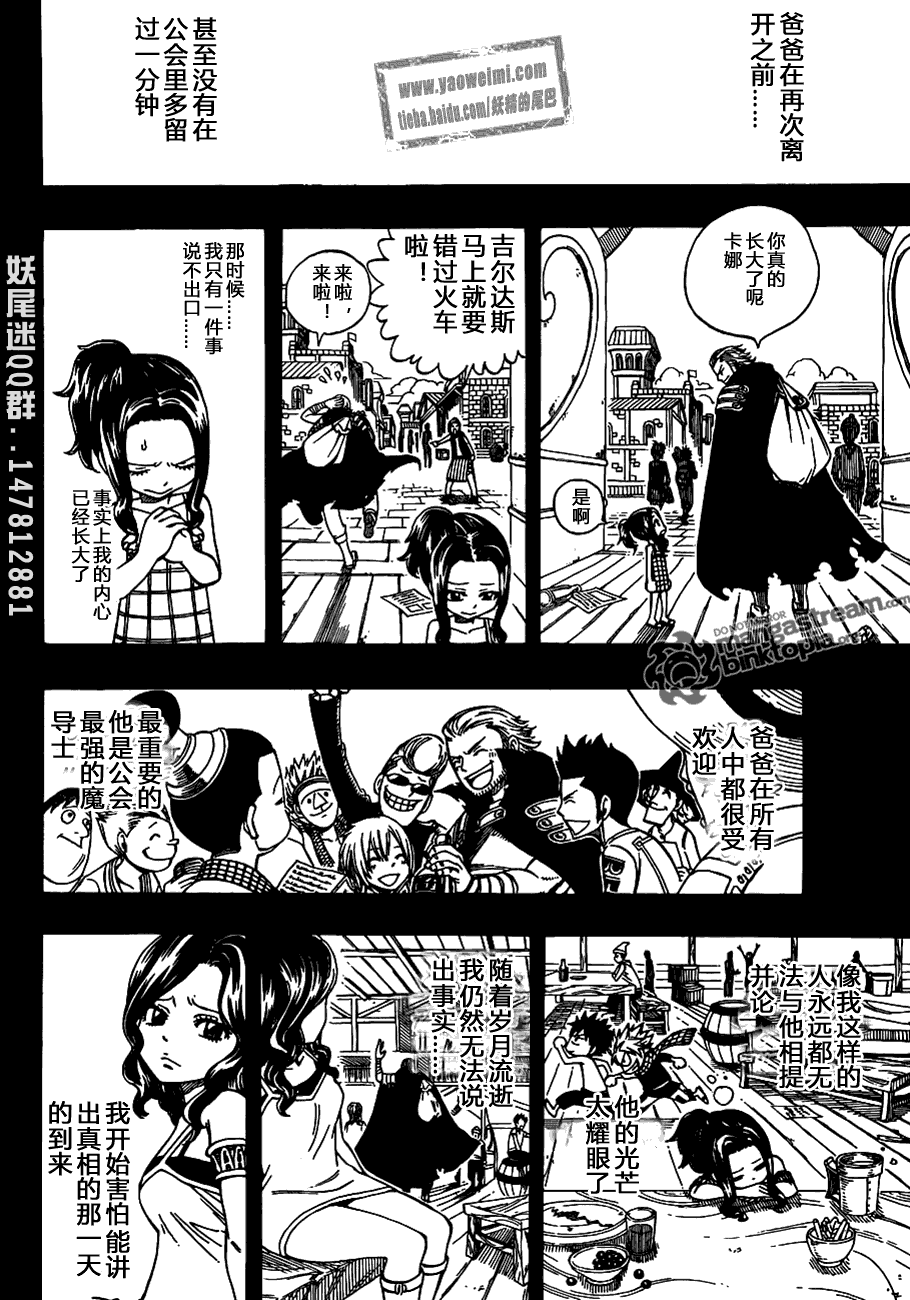 爸爸在再次离
开之前……
甚至没有在
公会里多留
过一分钟
www.yaoweimi.com
tieba.baidu.com/妖精的尾巴
你真的
长大了呢
卡娜
是啊
吉尔达斯
马上就要
错过火车
啦！
来啦，
来啦！
那时候……
我只有一件事
说不出口……
事实上我的内心
已经长大了
妖尾迷QQ群..147812881
DO NOT MIRROR
mangastream.com
binktopia.org
爸爸在所有
人中都很受
欢迎
最重要的
他是公会
最强的魔
导士
像我这样的
人永远都无
法与他相提
并论
他的光芒
太耀眼了
随着岁月流逝
我仍然无法说
出事实……
我开始害怕能讲
出真相的那一天
的到来